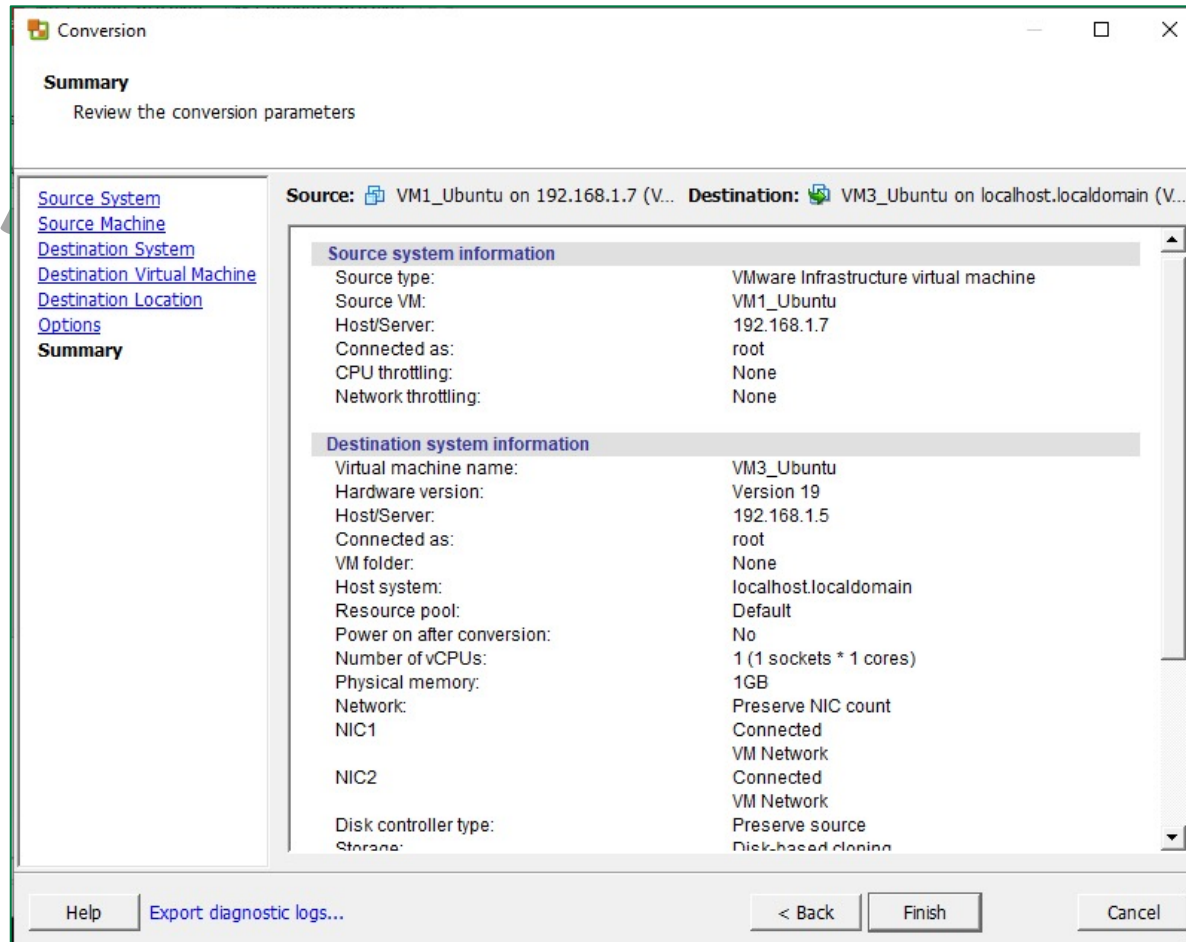 Conversion
Summary
Review the conversion parameters
Source System
Source Machine
Destination System
Destination Virtual Machine
Destination Location
Options
Summary
Source: VM1_Ubuntu on 192.168.1.7 (V... Destination: VM3_Ubuntu on localhost.localdomain (V...
Source system information
Source type: VMware Infrastructure virtual machine
Source VM: VM1_Ubuntu
Host/Server: 192.168.1.7
Connected as: root
CPU throttling: None
Network throttling: None
Destination system information
Virtual machine name: VM3_Ubuntu
Hardware version: Version 19
Host/Server: 192.168.1.5
Connected as: root
VM folder: None
Host system: localhost.localdomain
Resource pool: Default
Power on after conversion: No
Number of vCPUs: 1 (1 sockets * 1 cores)
Physical memory: 1GB
Network: Preserve NIC count
NIC1 Connected
VM Network
NIC2 Connected
VM Network
Disk controller type: Preserve source
Storage: Disk-based cloning
Help Export diagnostic logs... < Back Finish Cancel